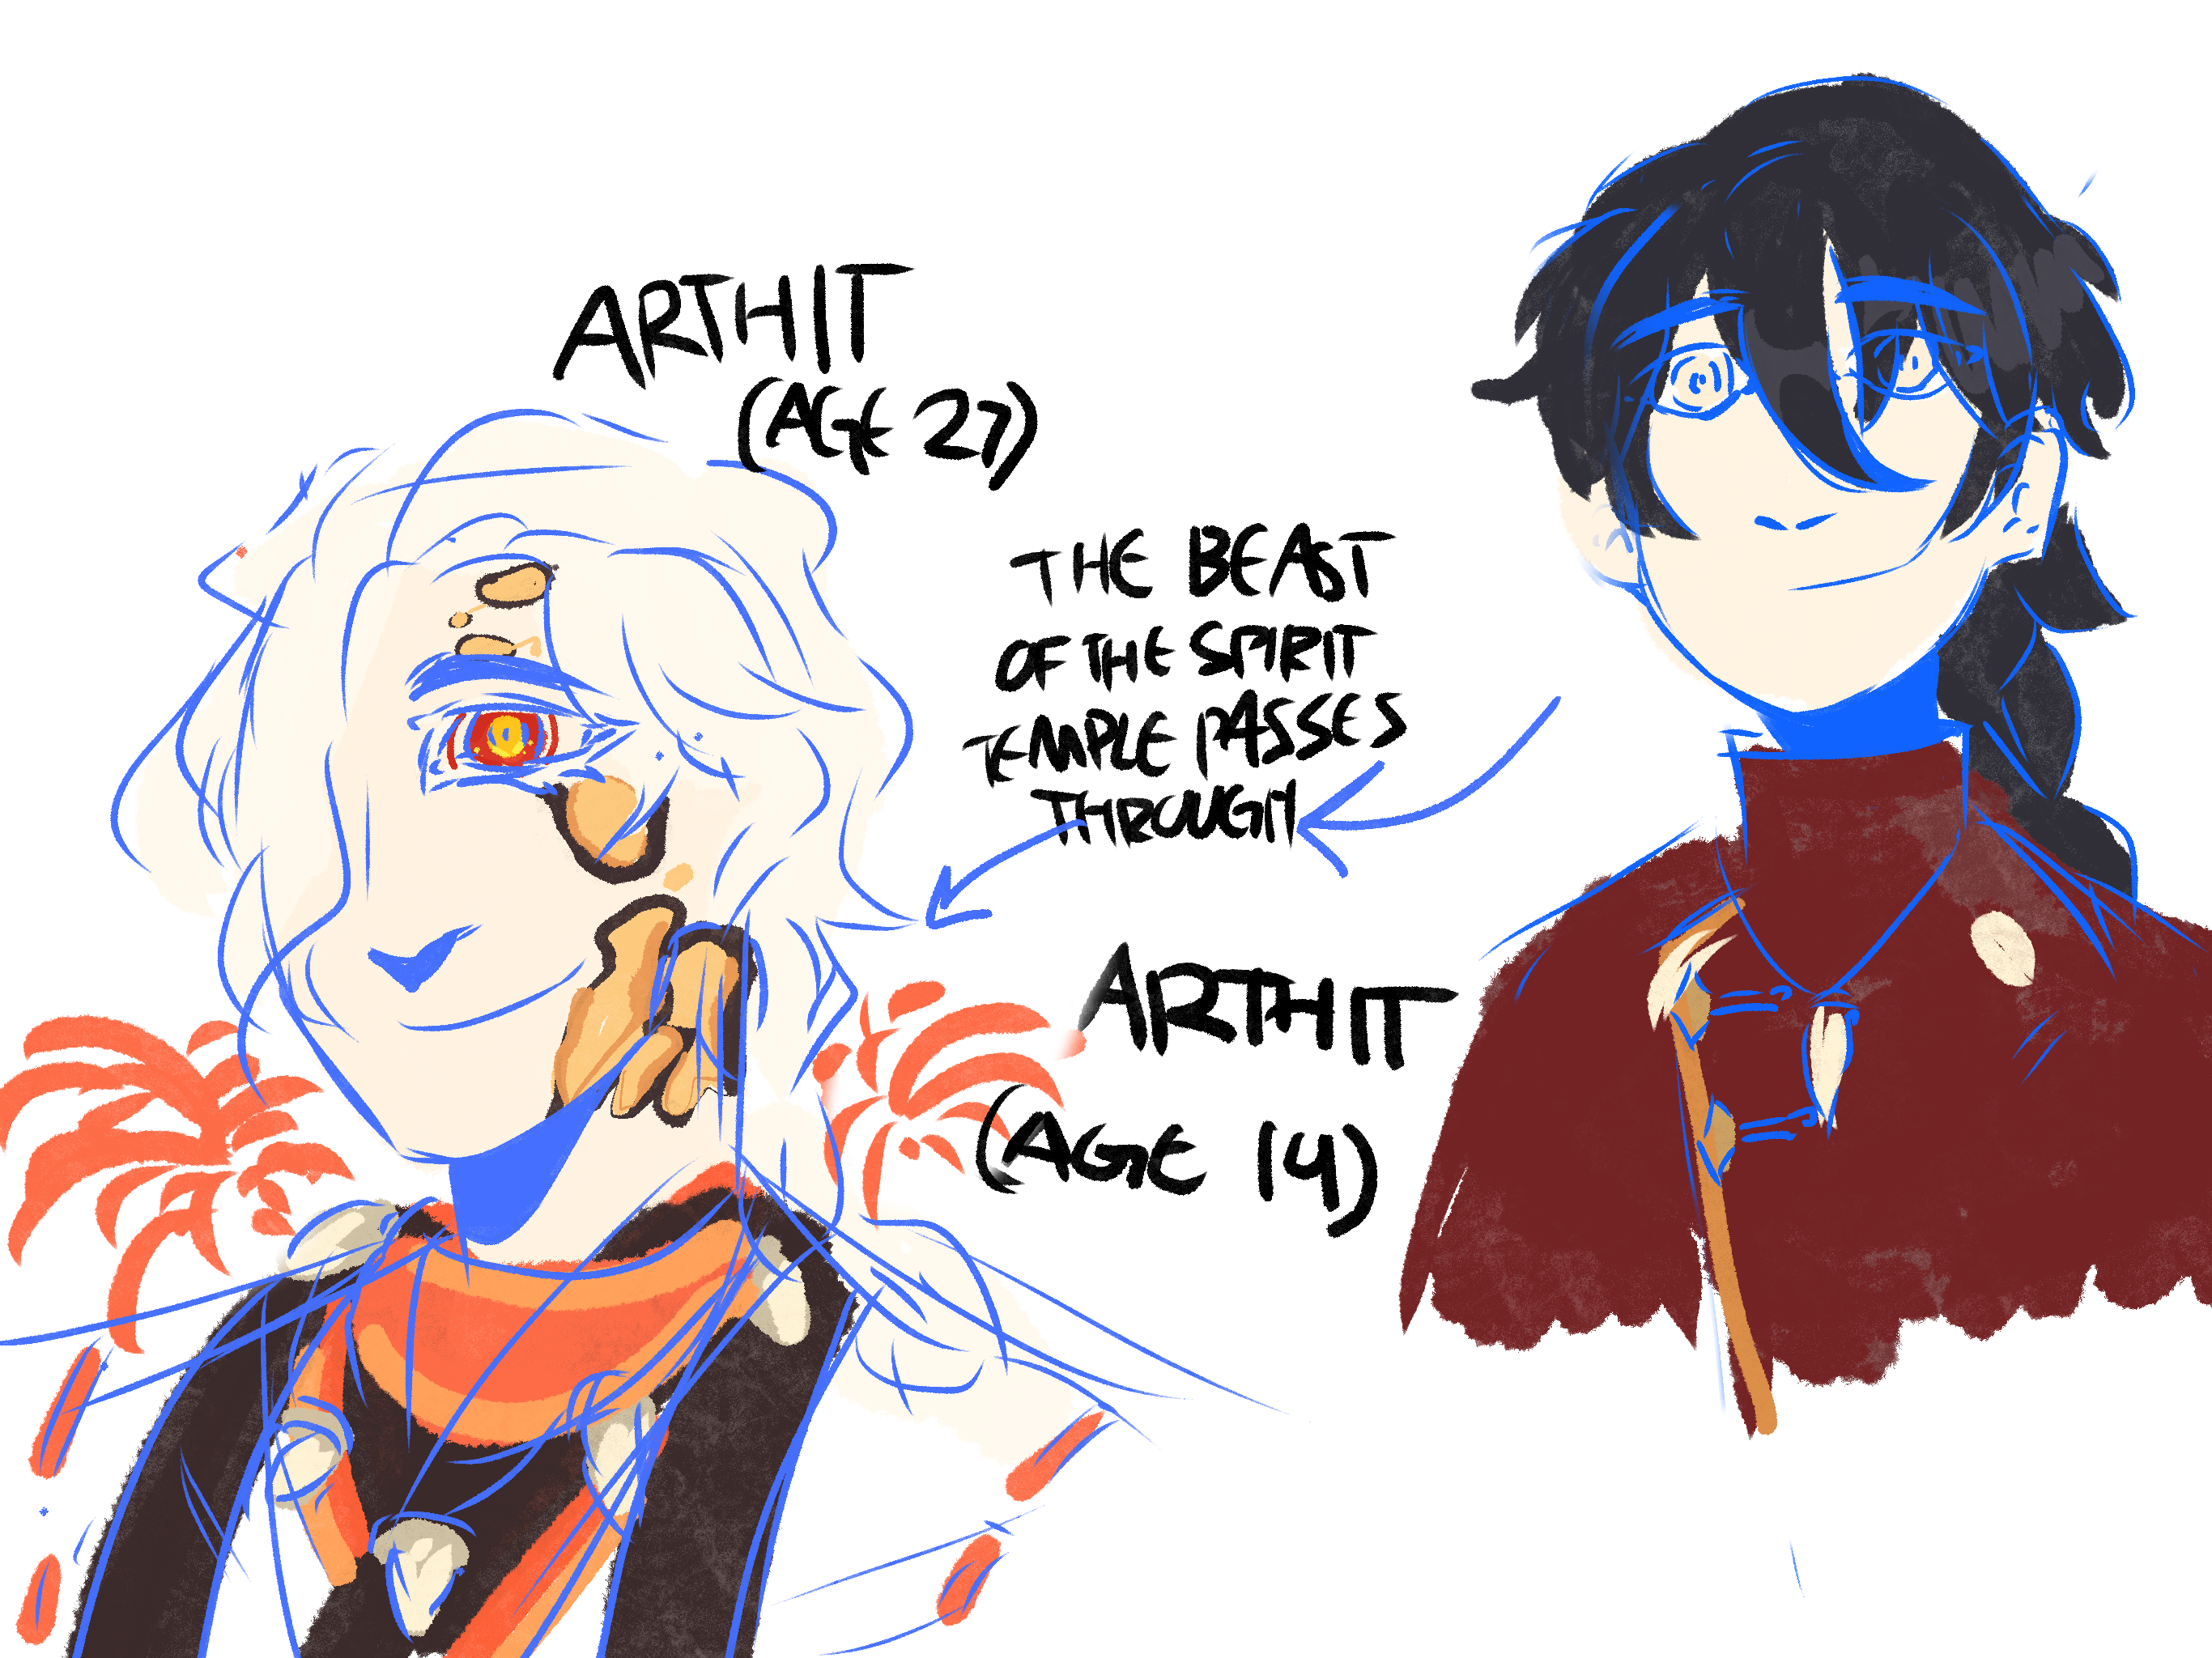 ARTHIT
(AGE 27)
THE BEAST
OF THE SPIRIT
TEMPLE PASSES
THROUGH
ARTHIT
(AGE 14)